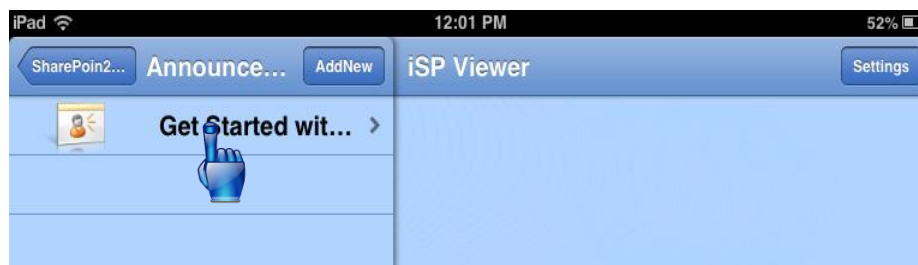 iPad 12:01 PM 52%
SharePoin2... Announce... AddNew iSP Viewer Settings
Get Started wit...